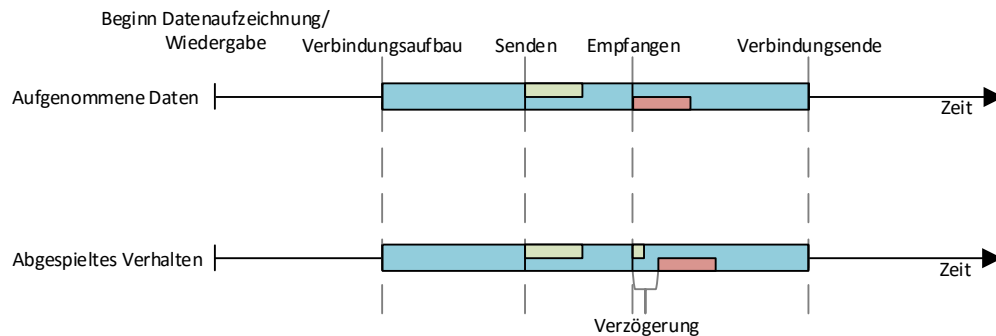 Beginn Datenaufzeichnung/
Wiedergabe
Verbindungsaufbau
Senden
Empfangen
Verbindungsende
Aufgenommene Daten
Zeit
Abgespieltes Verhalten
Zeit
Verzögerung